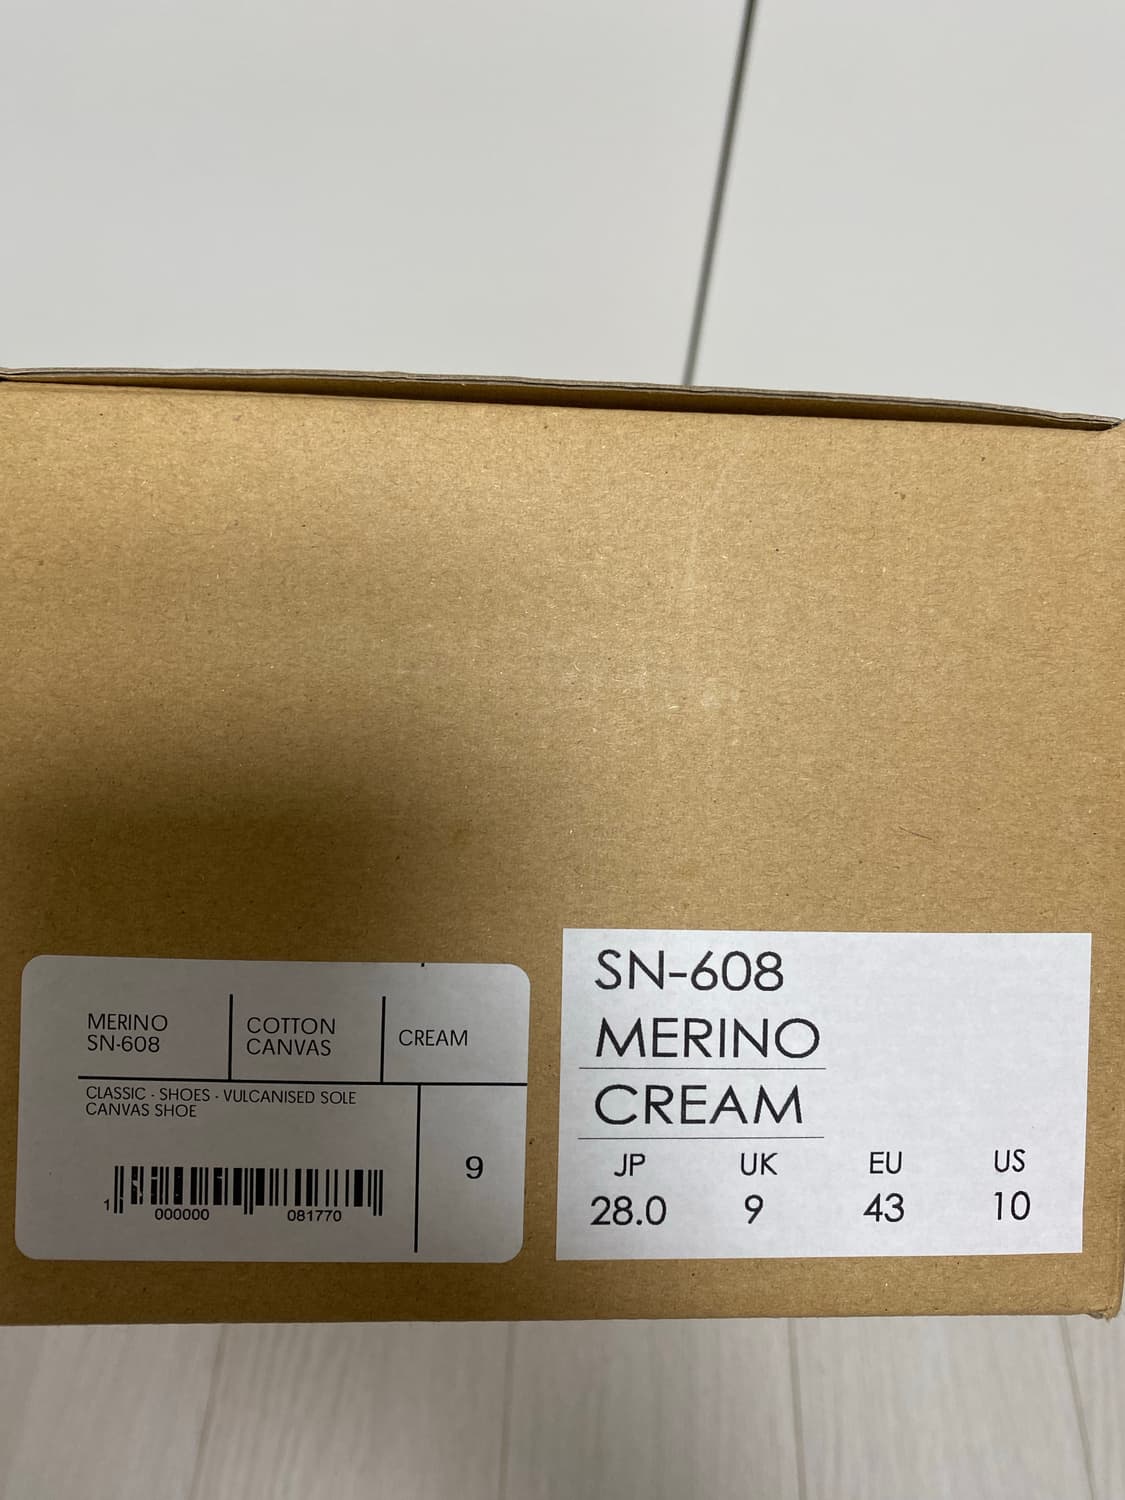 MERINO
SN-608
COTTON
CANVAS
CREAM
CLASSIC - SHOES - VULCANISED SOLE
CANVAS SHOE
9
1 000000 081770
SN-608
MERINO
CREAM
JP UK EU US
28.0 9 43 10